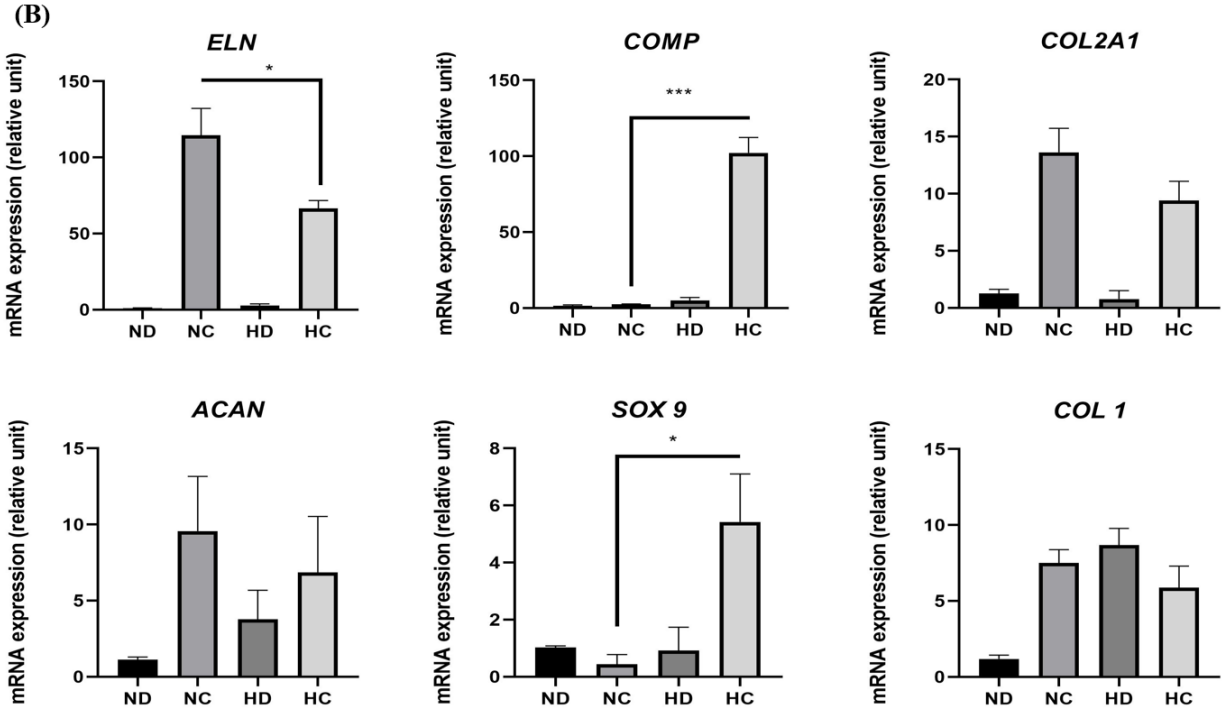 (B)
ELN
mRNA expression (relative unit)
150
100
50
0
*
ND NC HD HC
COMP
mRNA expression (relative unit)
150
100
50
0
***
ND NC HD HC
COL2A1
mRNA expression (relative unit)
20
15
10
5
0
ND NC HD HC
ACAN
mRNA expression (relative unit)
15
10
5
0
ND NC HD HC
SOX 9
mRNA expression (relative unit)
8
6
4
2
0
*
ND NC HD HC
COL 1
mRNA expression (relative unit)
15
10
5
0
ND NC HD HC